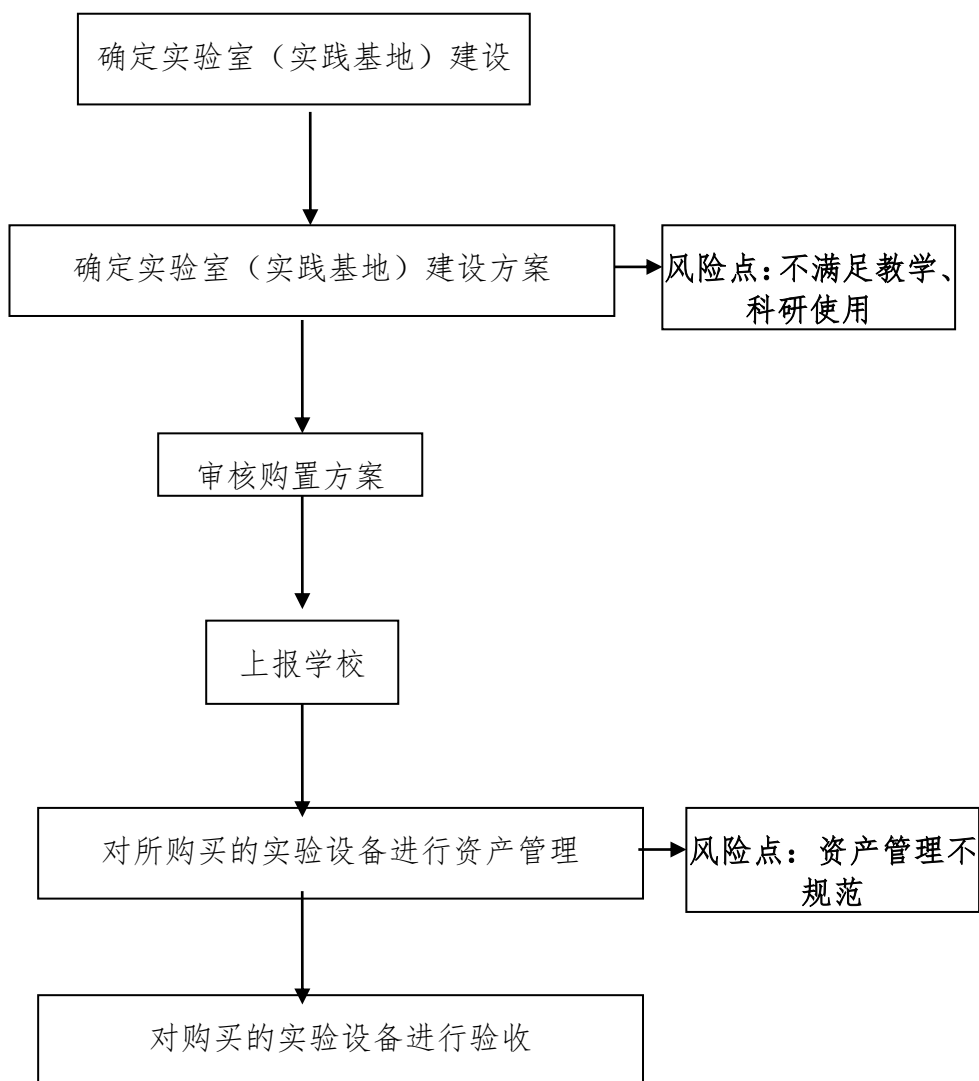 确定实验室（实践基地）建设
确定实验室（实践基地）建设方案
风险点：不满足教学、
科研使用
审核购置方案
上报学校
对所购买的实验设备进行资产管理
风险点：资产管理不
规范
对购买的实验设备进行验收